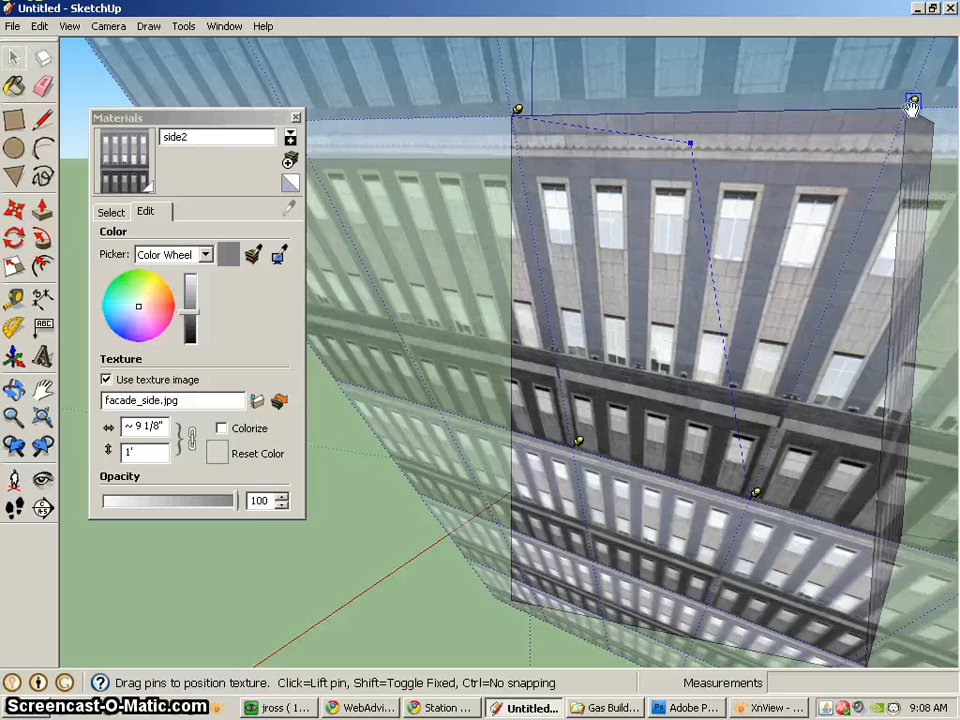 Untitled - SketchUp
File Edit View Camera Draw Tools Window Help
Materials
side2
Select Edit
Color
Picker: Color Wheel
Texture
Use texture image
facade_side.jpg
~ 9 1/8"
Colorize
1'
Reset Color
Opacity
100
ABC
Drag pins to position texture. Click=Lift pin, Shift=Toggle Fixed, Ctrl=No snapping
Measurements
Screencast-O-Matic.com
jross ( 1...
WebAdvi...
Station ...
Untitled...
Gas Build...
Adobe P...
XnView - ...
9:08 AM